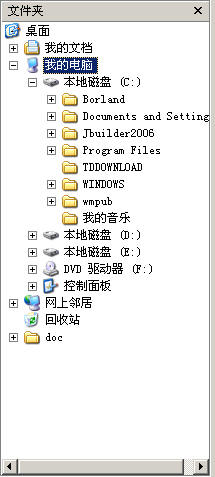 文件夹
桌面
我的文档
我的电脑
本地磁盘 (C:)
Borland
Documents and Setting
Jbuilder2006
Program Files
TDDOWNLOAD
WINDOWS
wmpub
我的音乐
本地磁盘 (D:)
本地磁盘 (E:)
DVD 驱动器 (F:)
控制面板
网上邻居
回收站
doc